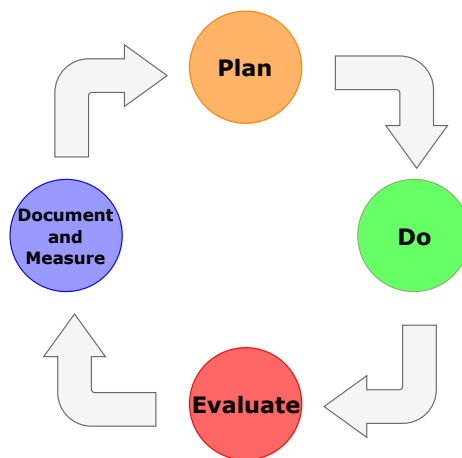 Plan
Do
Evaluate
Document
and
Measure